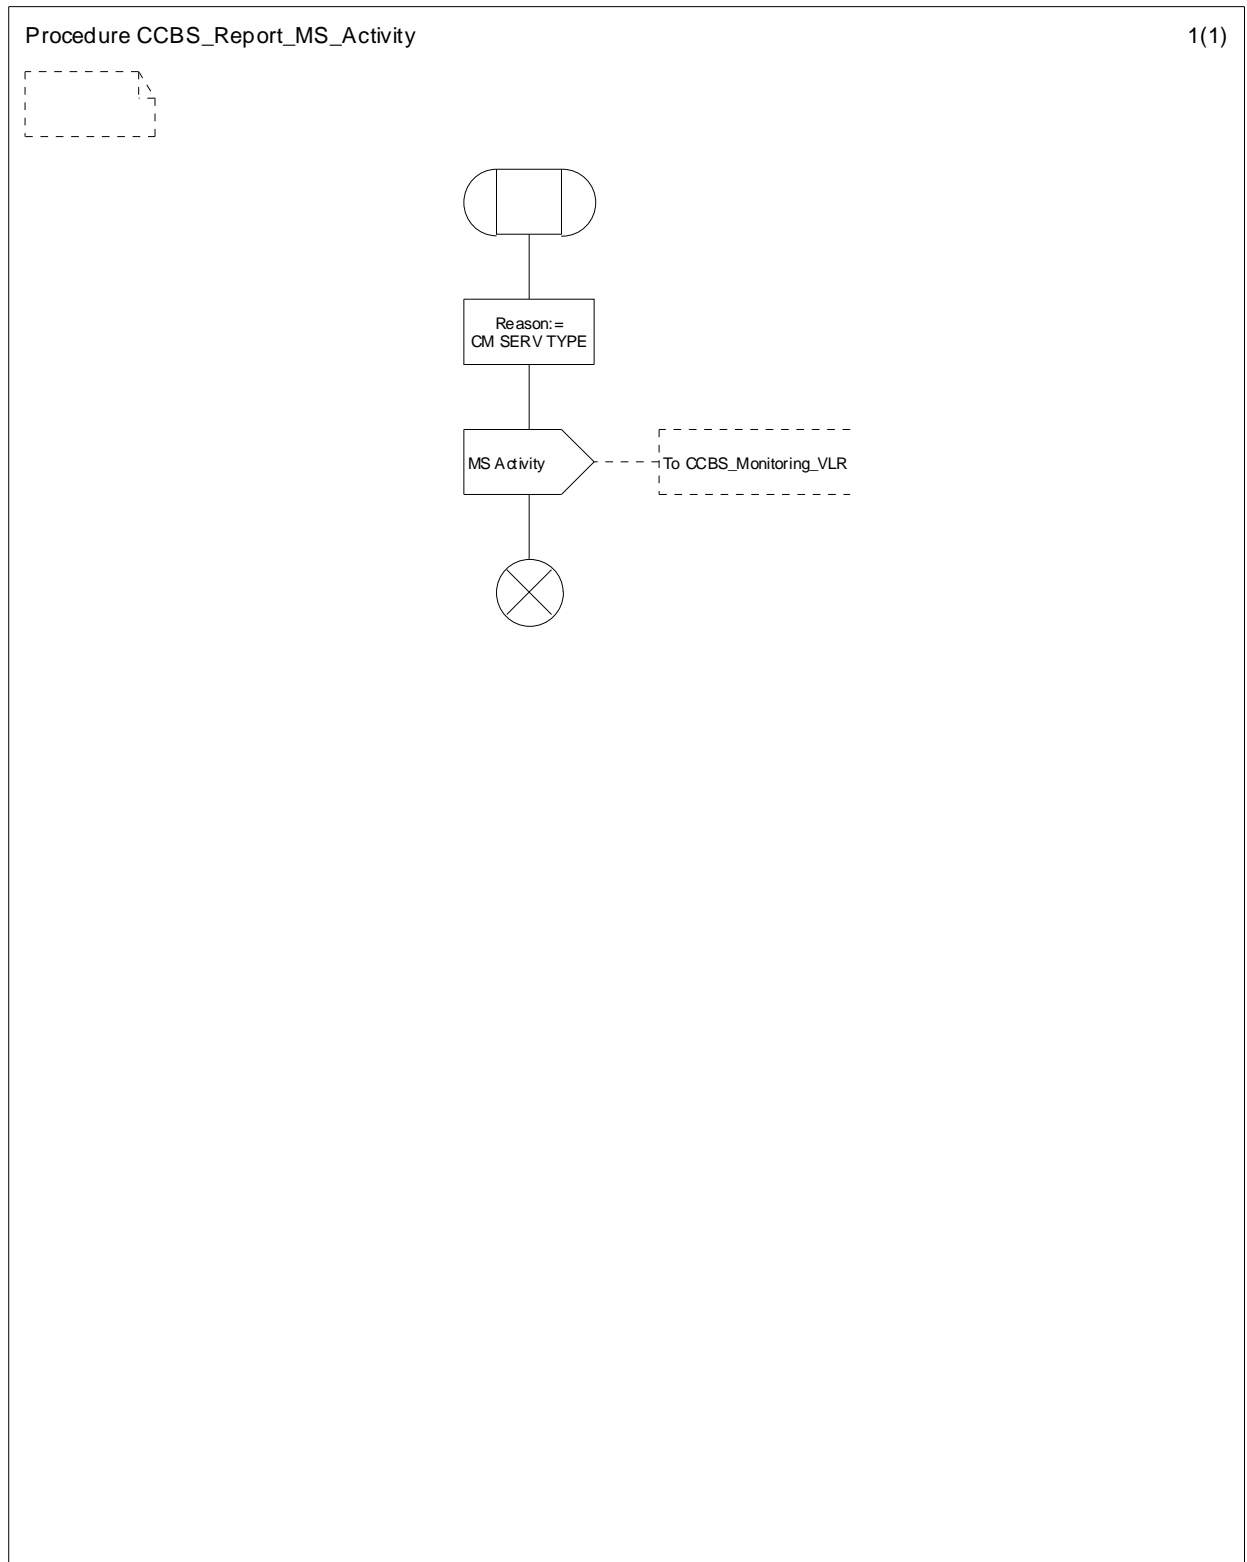 Procedure CCBS_Report_MS_Activity
1(1)
Reason:=
CM SERV TYPE
MS Activity
To CCBS_Monitoring_VLR